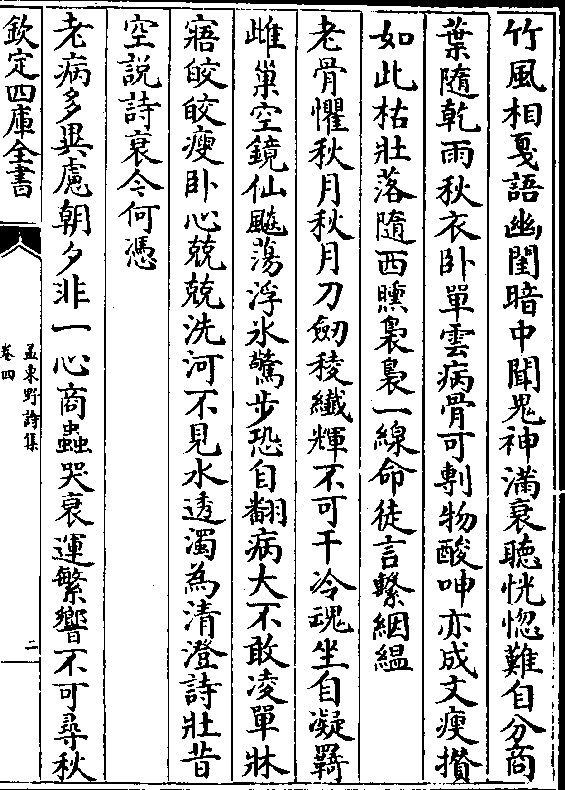 竹風相戛語幽閨暗中聞鬼神滿衰聽恍惚難自分商
葉隨乾雨秋衣卧單雲病骨可剸物酸呻亦成文瘦攢
如此枯壯落隨西曛裊裊一線命徒言繫絪緼
老骨懼秋月秋月刀劒稜纖輝不可干冷魂坐自凝羇
雌巢空鏡仙飈蕩浮氷驚步恐自翻病大不敢凌單牀
寤皎皎瘦卧心兢兢洗河不見水透濁為清澄詩壯昔
空説詩衰今何憑
老病多異慮朝夕非一心商蟲哭衰運繁響不可尋秋
欽定四庫全書
孟東野詩集
卷四
二